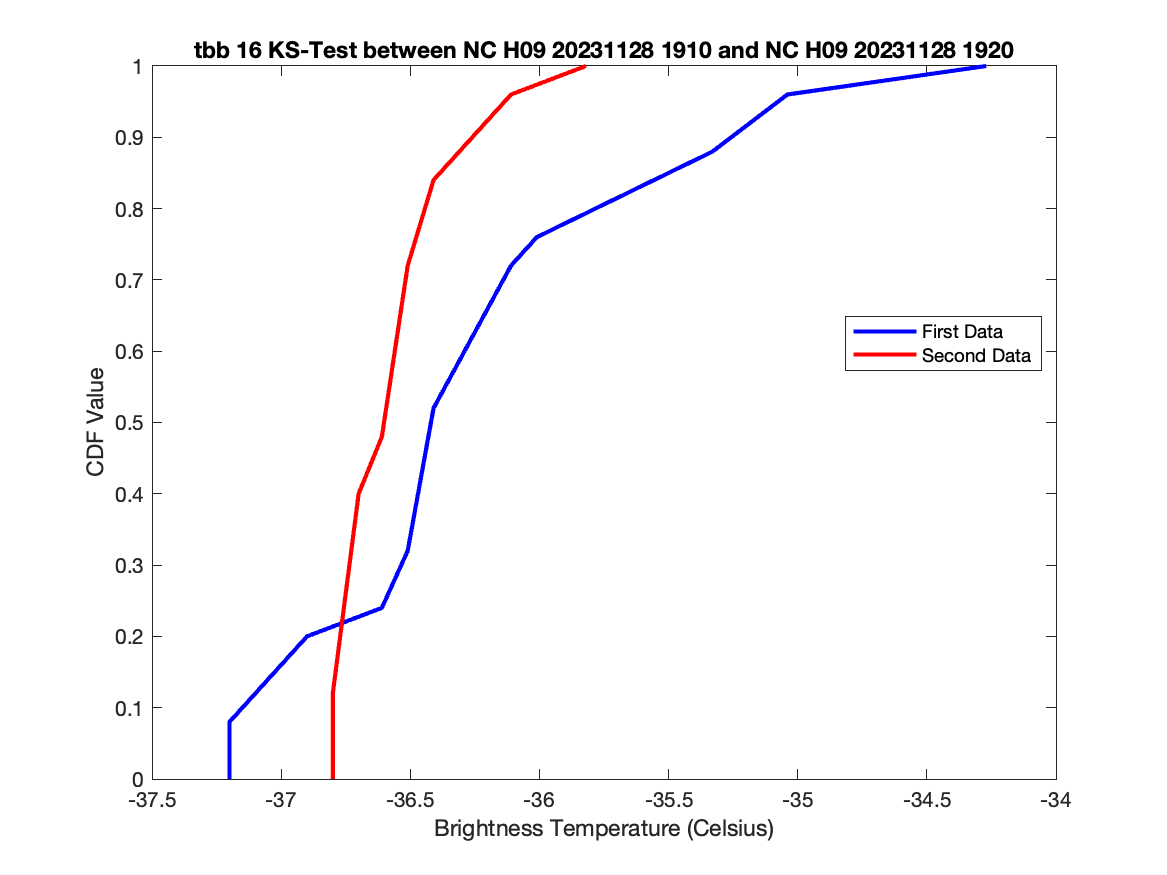 tbb 16 KS-Test between NC H09 20231128 1910 and NC H09 20231128 1920
1
0.9
0.8
0.7
0.6
0.5
0.4
0.3
0.2
0.1
0
CDF Value
First Data
Second Data
-37.5 -37 -36.5 -36 -35.5 -35 -34.5 -34
Brightness Temperature (Celsius)